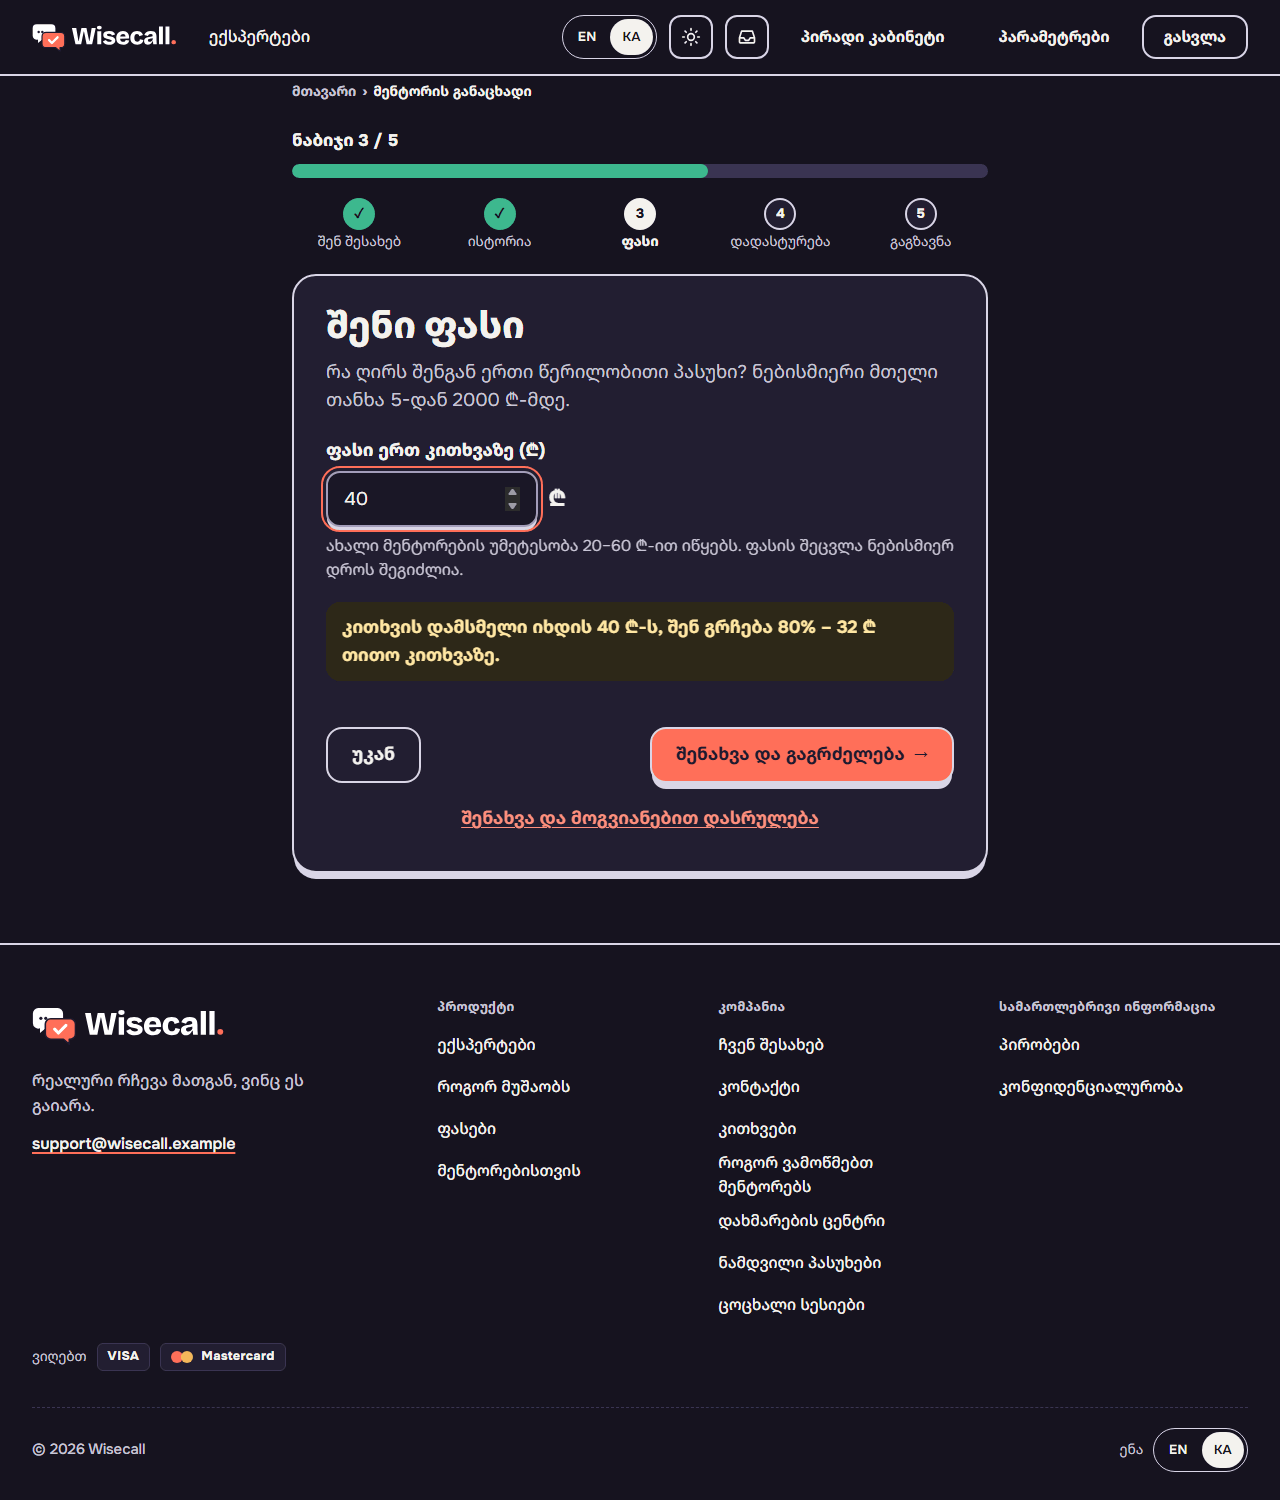 Wisecall.
ექსპერტები
EN
KA
პირადი კაბინეტი
პარამეტრები
გასვლა
მთავარი › მენტორის განაცხადი
ნაბიჯი 3 / 5
✓
✓
3
4
5
შენ შესახებ
ისტორია
ფასი
დადასტურება
გაგზავნა
შენი ფასი
რა ღირს შენგან ერთი წერილობითი პასუხი? ნებისმიერი მთელი
თანხა 5-დან 2000 ₾-მდე.
ფასი ერთ კითხვაზე (₾)
40
₾
ახალი მენტორების უმეტესობა 20–60 ₾-ით იწყებს. ფასის შეცვლა ნებისმიერ
დროს შეგიძლია.
კითხვის დამსმელი იხდის 40 ₾-ს, შენ გრჩება 80% – 32 ₾
თითო კითხვაზე.
უკან
შენახვა და გაგრძელება →
შენახვა და მოგვიანებით დასრულება
Wisecall.
რეალური რჩევა მათგან, ვინც ეს
გაიარა.
support@wisecall.example
პროდუქტი
ექსპერტები
როგორ მუშაობს
ფასები
მენტორებისთვის
კომპანია
ჩვენ შესახებ
კონტაქტი
კითხვები
როგორ ვამოწმებთ
მენტორებს
დახმარების ცენტრი
ნამდვილი პასუხები
ცოცხალი სესიები
სამართლებრივი ინფორმაცია
პირობები
კონფიდენციალურობა
ვიღებთ
VISA
Mastercard
© 2026 Wisecall
ენა
EN
KA